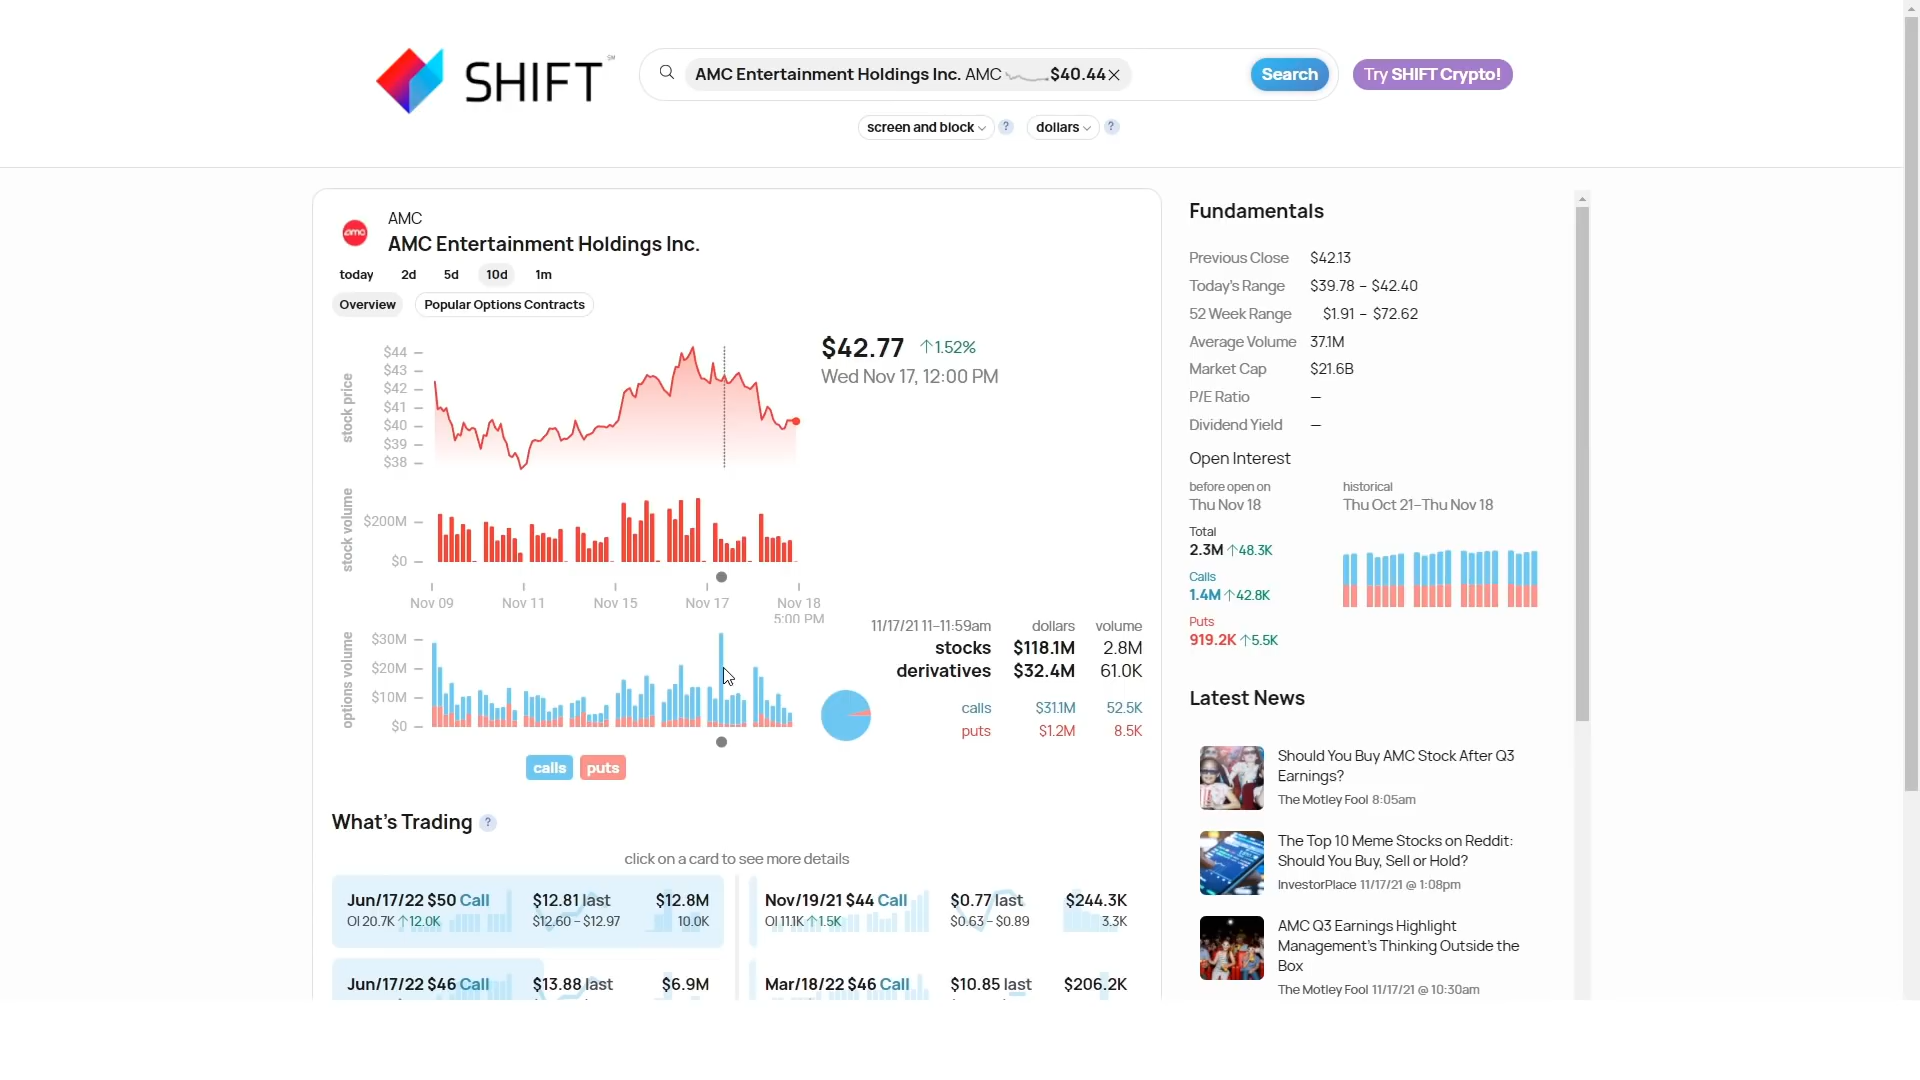 SHIFT SM
AMC Entertainment Holdings Inc. AMC $40.44
Search
Try SHIFT Crypto!
screen and block ?
dollars ?
AMC
AMC Entertainment Holdings Inc.
today 2d 5d 10d 1m
Overview Popular Options Contracts
stock price
$44
$43
$42
$41
$40
$39
$38
$42.77 ↑1.52%
Wed Nov 17, 12:00 PM
stock volume
$200M
$0
Nov 09 Nov 11 Nov 15 Nov 17 Nov 18
5:00 PM
options volume
$30M
$20M
$10M
$0
11/17/21 11–11:59am dollars volume
stocks $118.1M 2.8M
derivatives $32.4M 61.0K
calls $31.1M 52.5K
puts $1.2M 8.5K
calls puts
What's Trading ?
click on a card to see more details
Jun/17/22 $50 Call $12.81 last $12.8M
OI 20.7K ↑12.0K $12.60 – $12.97 10.0K
Nov/19/21 $44 Call $0.77 last $244.3K
OI 11.1K ↑1.5K $0.63 – $0.89 3.3K
Jun/17/22 $46 Call $13.88 last $6.9M
Mar/18/22 $46 Call $10.85 last $206.2K
Fundamentals
Previous Close $42.13
Today's Range $39.78 – $42.40
52 Week Range $1.91 – $72.62
Average Volume 37.1M
Market Cap $21.6B
P/E Ratio –
Dividend Yield –
Open Interest
before open on
Thu Nov 18
historical
Thu Oct 21–Thu Nov 18
Total
2.3M ↑48.3K
Calls
1.4M ↑42.8K
Puts
919.2K ↑5.5K
Latest News
Should You Buy AMC Stock After Q3
Earnings?
The Motley Fool 8:05am
The Top 10 Meme Stocks on Reddit:
Should You Buy, Sell or Hold?
InvestorPlace 11/17/21 @ 1:08pm
AMC Q3 Earnings Highlight
Management's Thinking Outside the
Box
The Motley Fool 11/17/21 @ 10:30am
amc